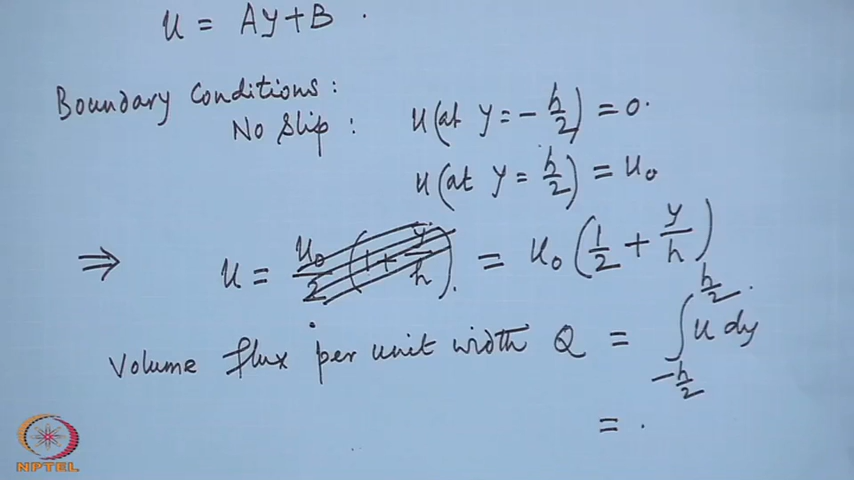 u = Ay + B .
Boundary Conditions :
No Slip : u(at y = - h/2) = 0.
u(at y = h/2) = u₀
⇒ u = u₀/2 (1 + y/h). = u₀(1/2 + y/h)
Volume flux per unit width Q = ∫_{-h/2}^{h/2} u dy
= .
NPTEL